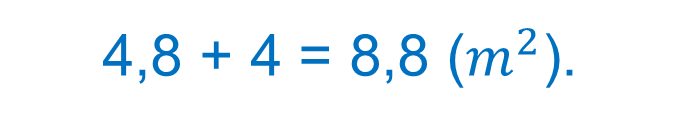 4,8 + 4 = 8,8 (m²).